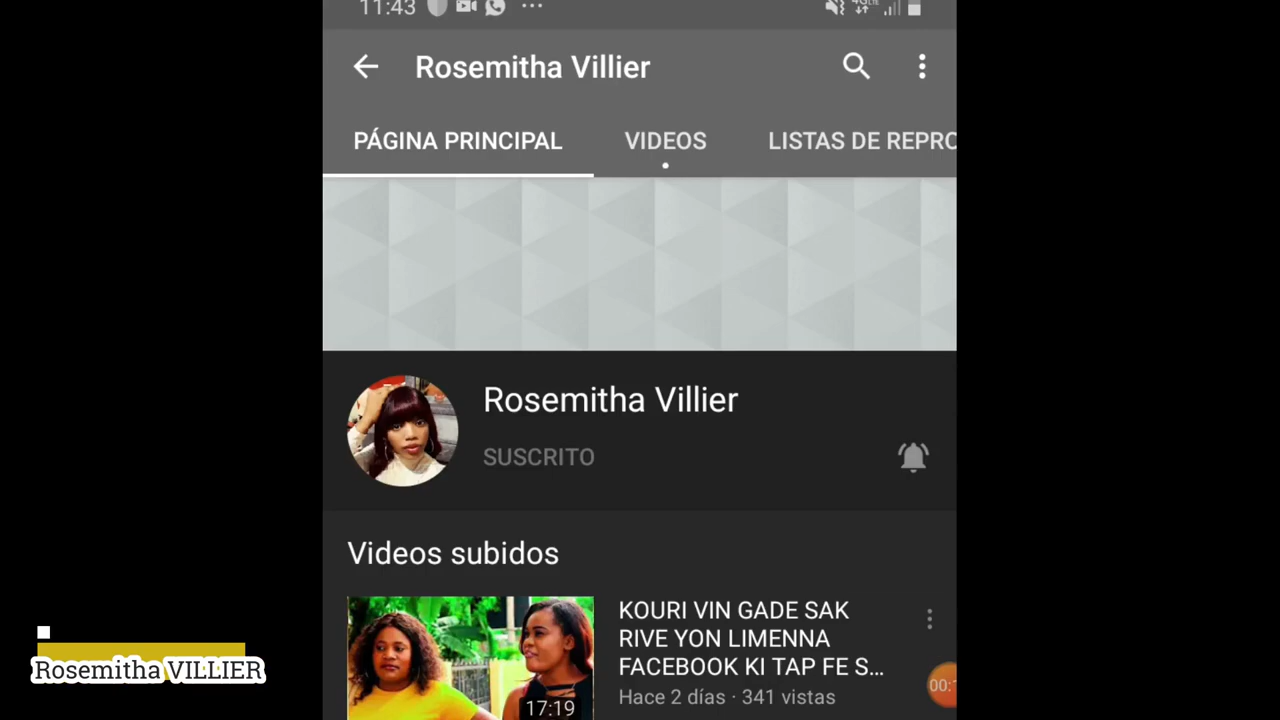 11:43
Rosemitha Villier
PÁGINA PRINCIPAL
VIDEOS
LISTAS DE REPRO
Rosemitha Villier
SUSCRITO
Videos subidos
KOURI VIN GADE SAK
RIVE YON LIMENNA
FACEBOOK KI TAP FE S...
Hace 2 días · 341 vistas
17:19
Rosemitha VILLIER